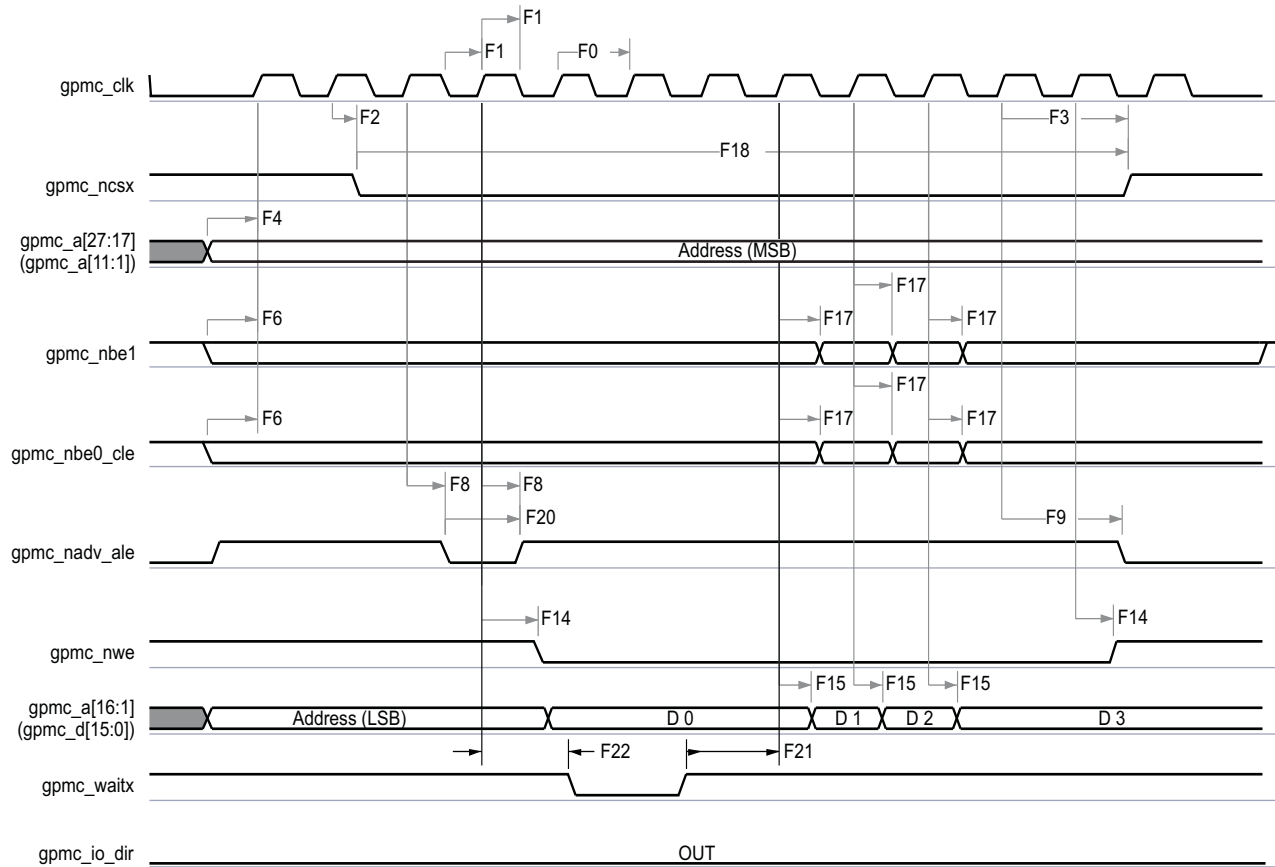 F1
F1
F0
gpmc_clk
F2
F3
F18
gpmc_ncsx
F4
gpmc_a[27:17]
(gpmc_a[11:1])
Address (MSB)
F17
F6
F17
F17
gpmc_nbe1
F17
F6
F17
F17
gpmc_nbe0_cle
F8
F8
F20
F9
gpmc_nadv_ale
F14
F14
gpmc_nwe
F15
F15
F15
gpmc_a[16:1]
(gpmc_d[15:0])
Address (LSB)
D 0
D 1
D 2
D 3
F22
F21
gpmc_waitx
gpmc_io_dir
OUT